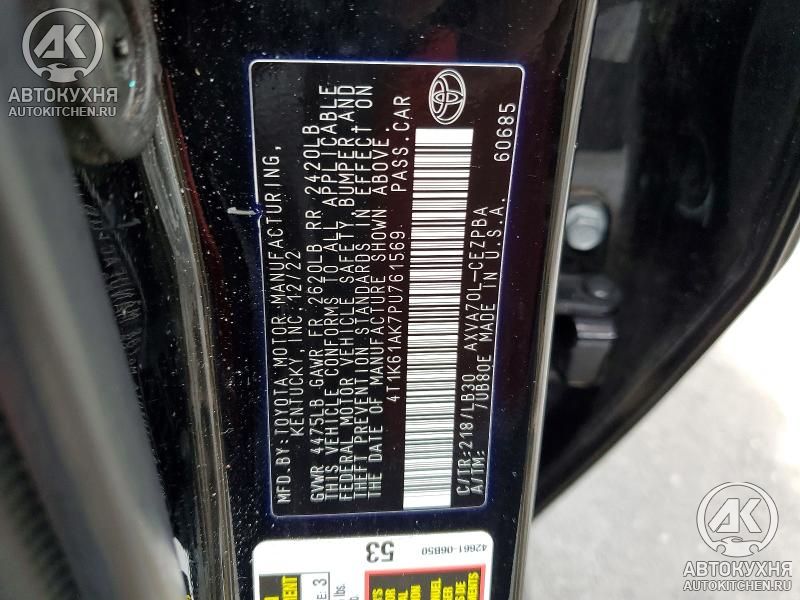 АВТОКУХНЯ
AUTOKITCHEN.RU
MFD. BY: TOYOTA MOTOR MANUFACTURING,
KENTUCKY, INC. 12/22
GVWR 4475LB GAWR FR 2620LB RR 2420LB
THIS VEHICLE CONFORMS TO ALL APPLICABLE
FEDERAL MOTOR VEHICLE SAFETY, BUMPER AND
THEFT PREVENTION STANDARDS IN EFFECT ON
THE DATE OF MANUFACTURE SHOWN ABOVE.
4T1K61AK7PU761569 PASS. CAR
C/TR: 218/LB30 AXVA70L-CEZPBA
A/TM: 7UB80E MADE IN U.S.A. 60685
53
42661-06B50
АВТОКУХНЯ
AUTOKITCHEN.RU